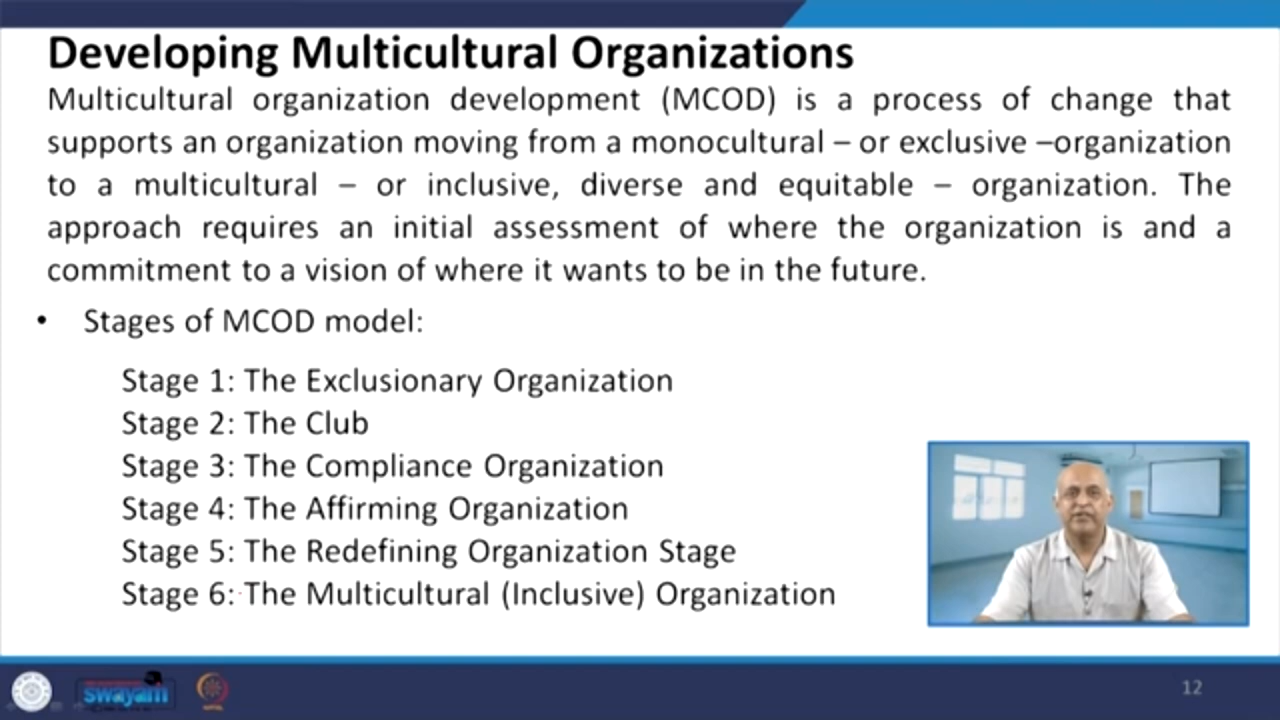 Developing Multicultural Organizations
Multicultural organization development (MCOD) is a process of change that
supports an organization moving from a monocultural – or exclusive –organization
to a multicultural – or inclusive, diverse and equitable – organization. The
approach requires an initial assessment of where the organization is and a
commitment to a vision of where it wants to be in the future.
• Stages of MCOD model:
Stage 1: The Exclusionary Organization
Stage 2: The Club
Stage 3: The Compliance Organization
Stage 4: The Affirming Organization
Stage 5: The Redefining Organization Stage
Stage 6: The Multicultural (Inclusive) Organization
swayam
12